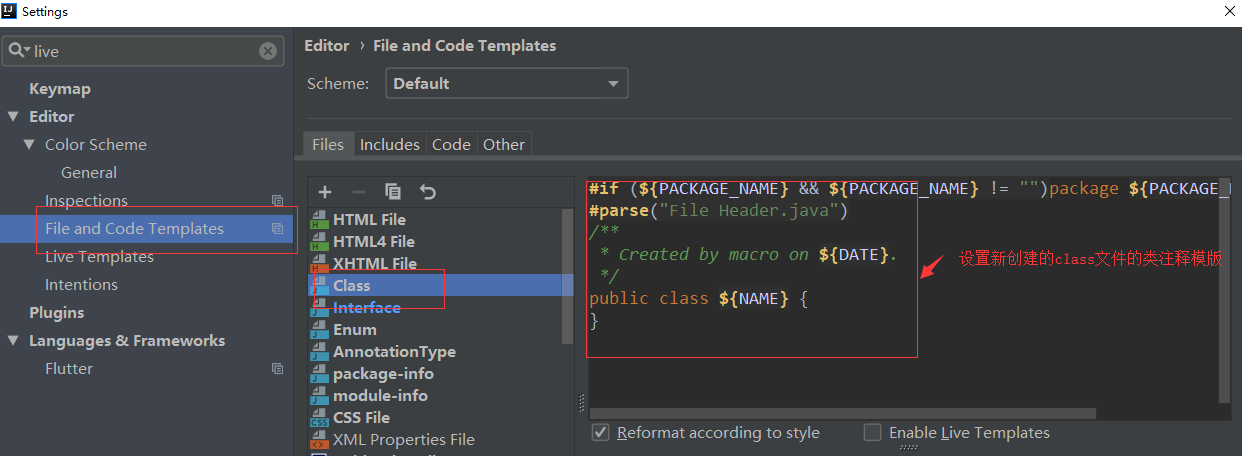 Settings
live
Keymap
Editor
Color Scheme
General
Inspections
File and Code Templates
Live Templates
Intentions
Plugins
Languages & Frameworks
Flutter
Editor › File and Code Templates
Scheme: Default
Files Includes Code Other
HTML File
HTML4 File
XHTML File
Class
Interface
Enum
AnnotationType
package-info
module-info
CSS File
XML Properties File
#if (${PACKAGE_NAME} && ${PACKAGE_NAME} != "")package ${PACKAGE_
#parse("File Header.java")
/**
* Created by macro on ${DATE}.
*/
public class ${NAME} {
}
设置新创建的class文件的类注释模版
Reformat according to style
Enable Live Templates